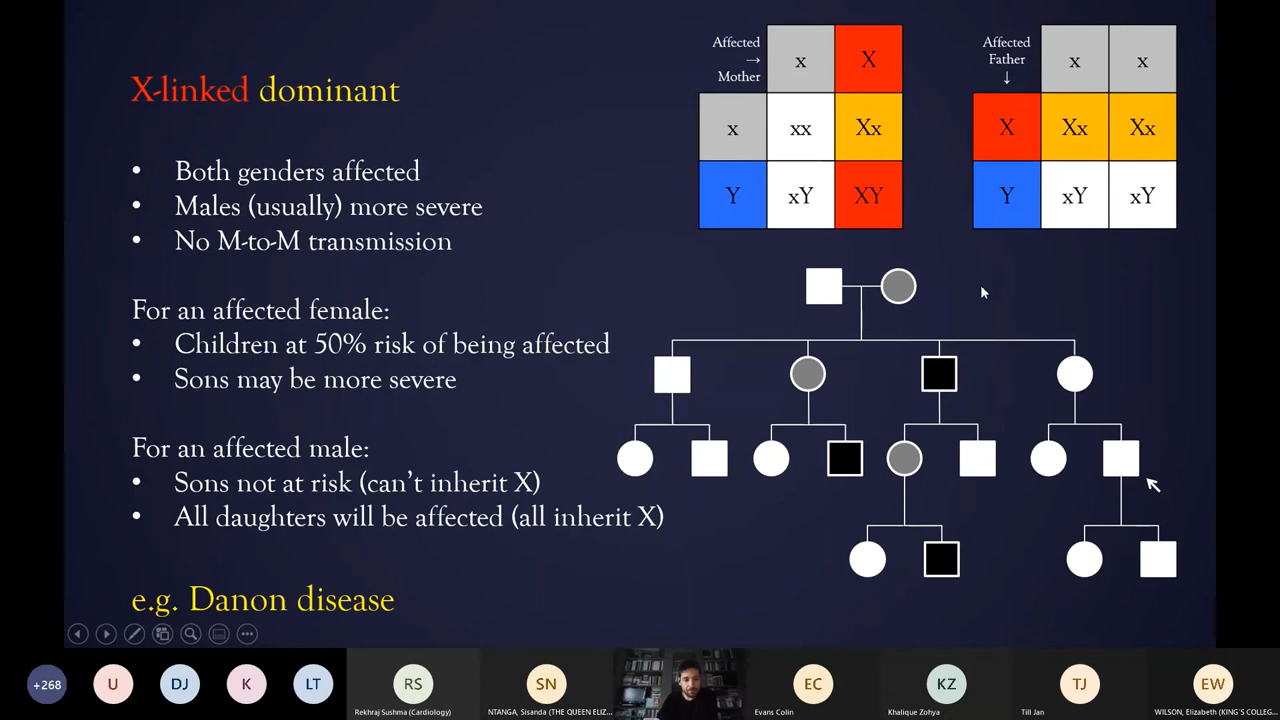 X-linked dominant
• Both genders affected
• Males (usually) more severe
• No M-to-M transmission
For an affected female:
• Children at 50% risk of being affected
• Sons may be more severe
For an affected male:
• Sons not at risk (can't inherit X)
• All daughters will be affected (all inherit X)
e.g. Danon disease
Affected
→
Mother
x X
x xx Xx
Y xY XY
Affected
Father
↓
x x
X Xx Xx
Y xY xY
+268 U DJ K LT RS SN EC KZ TJ EW
Rekhraj Sushma (Cardiology)
NTANGA, Sisanda (THE QUEEN ELIZ...
Evans Colin
Khalique Zohya
Till Jan
WILSON, Elizabeth (KING'S COLLEG...